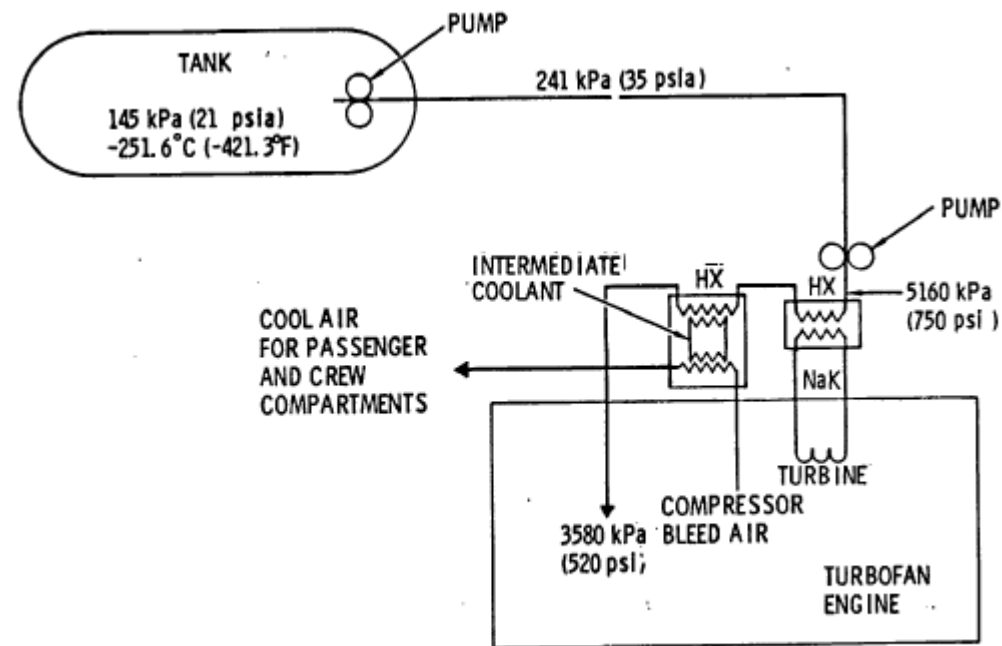 PUMP
TANK
145 kPa (21 psia)
-251.6°C (-421.3°F)
241 kPa (35 psia)
PUMP
INTERMEDIATE
COOLANT
HX
HX
5160 kPa
(750 psi)
COOL AIR
FOR PASSENGER
AND CREW
COMPARTMENTS
NaK
TURBINE
COMPRESSOR
BLEED AIR
3580 kPa
(520 psi;
TURBOFAN
ENGINE